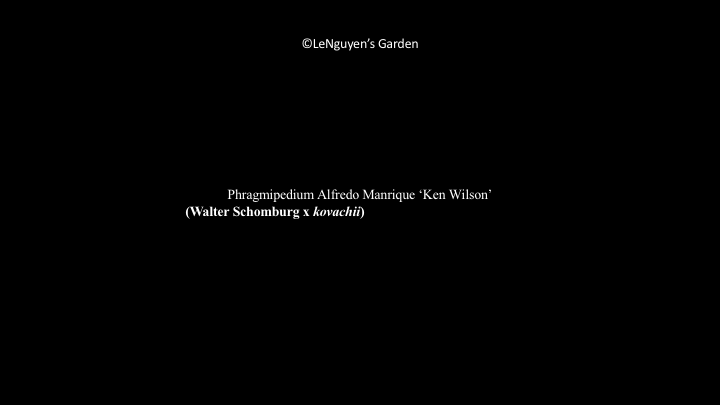 ©LeNguyen’s Garden
Phragmipedium Alfredo Manrique ‘Ken Wilson’
(Walter Schomburg x kovachii)